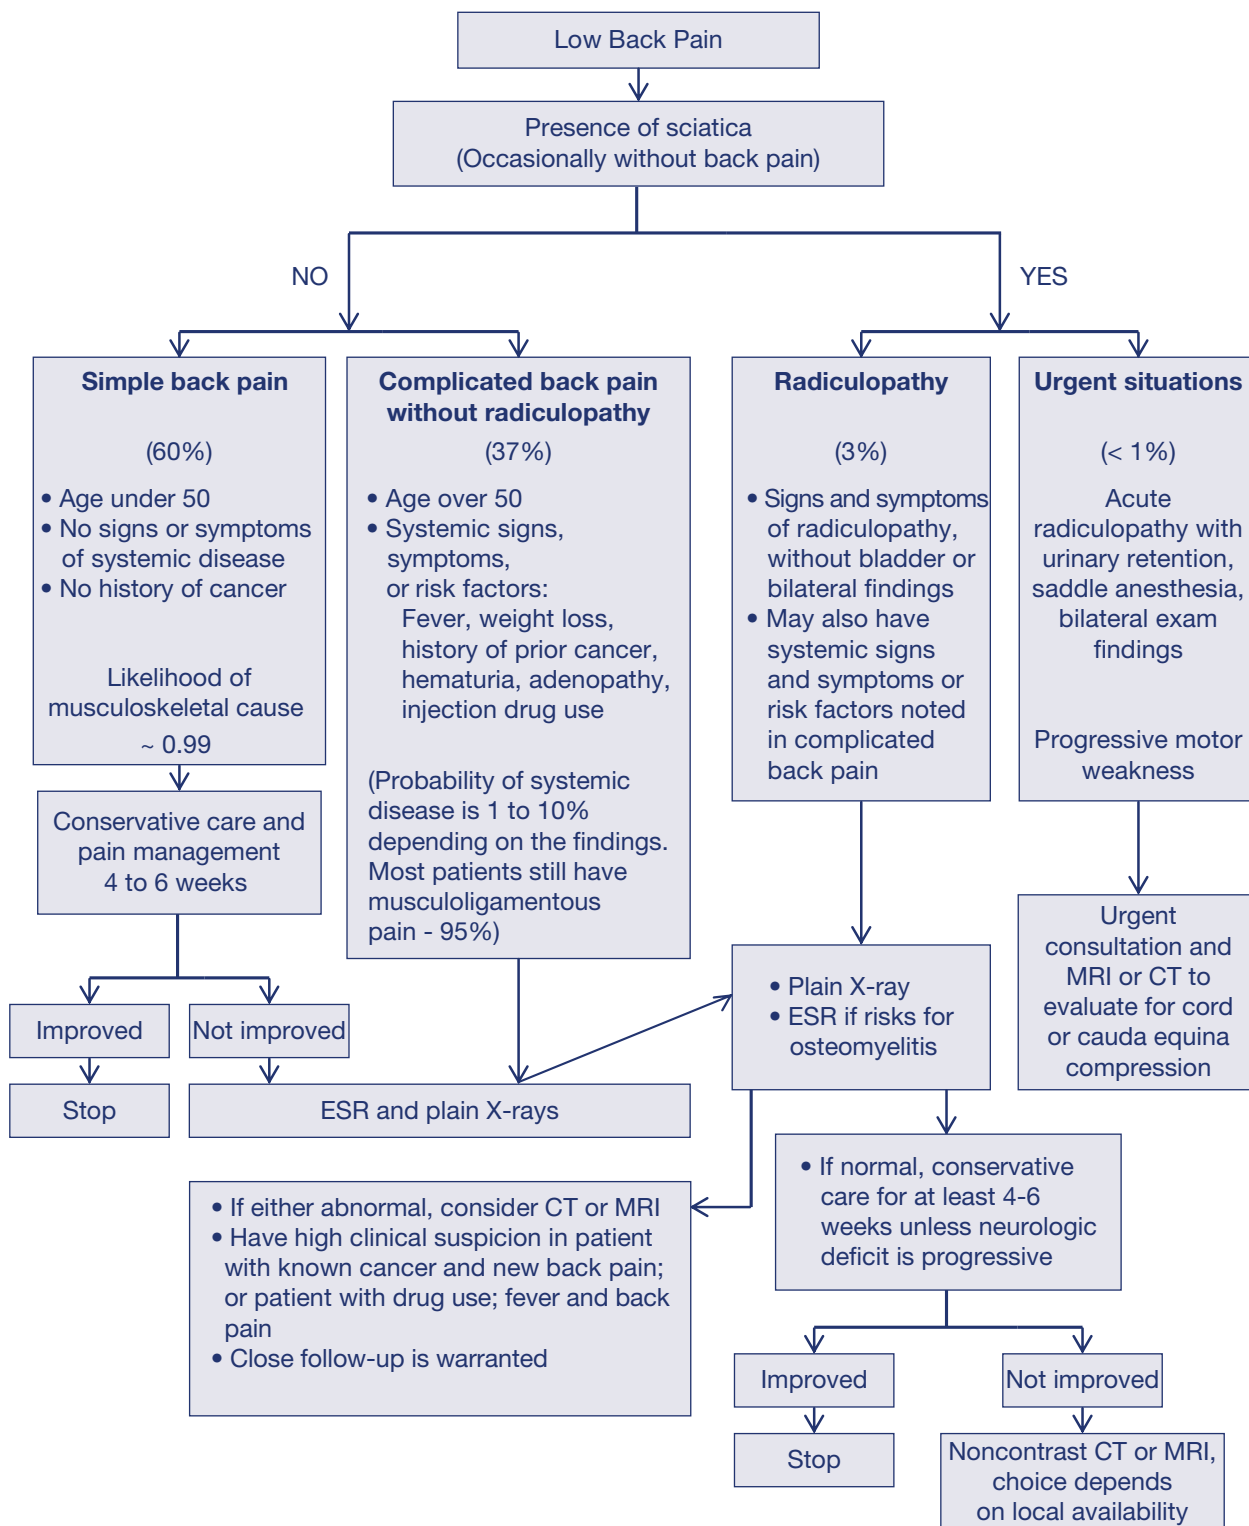 Low Back Pain
Presence of sciatica
(Occasionally without back pain)
NO
YES
Simple back pain
(60%)
• Age under 50
• No signs or symptoms
of systemic disease
• No history of cancer
Likelihood of
musculoskeletal cause
~ 0.99
Complicated back pain
without radiculopathy
(37%)
• Age over 50
• Systemic signs,
symptoms,
or risk factors:
Fever, weight loss,
history of prior cancer,
hematuria, adenopathy,
injection drug use
(Probability of systemic
disease is 1 to 10%
depending on the findings.
Most patients still have
musculoligamentous
pain - 95%)
Radiculopathy
(3%)
• Signs and symptoms
of radiculopathy,
without bladder or
bilateral findings
• May also have
systemic signs
and symptoms or
risk factors noted
in complicated
back pain
Urgent situations
(< 1%)
Acute
radiculopathy with
urinary retention,
saddle anesthesia,
bilateral exam
findings
Progressive motor
weakness
Conservative care and
pain management
4 to 6 weeks
Improved
Not improved
Stop
ESR and plain X-rays
• Plain X-ray
• ESR if risks for
osteomyelitis
Urgent
consultation and
MRI or CT to
evaluate for cord
or cauda equina
compression
• If either abnormal, consider CT or MRI
• Have high clinical suspicion in patient
with known cancer and new back pain;
or patient with drug use; fever and back
pain
• Close follow-up is warranted
• If normal, conservative
care for at least 4-6
weeks unless neurologic
deficit is progressive
Improved
Not improved
Stop
Noncontrast CT or MRI,
choice depends
on local availability